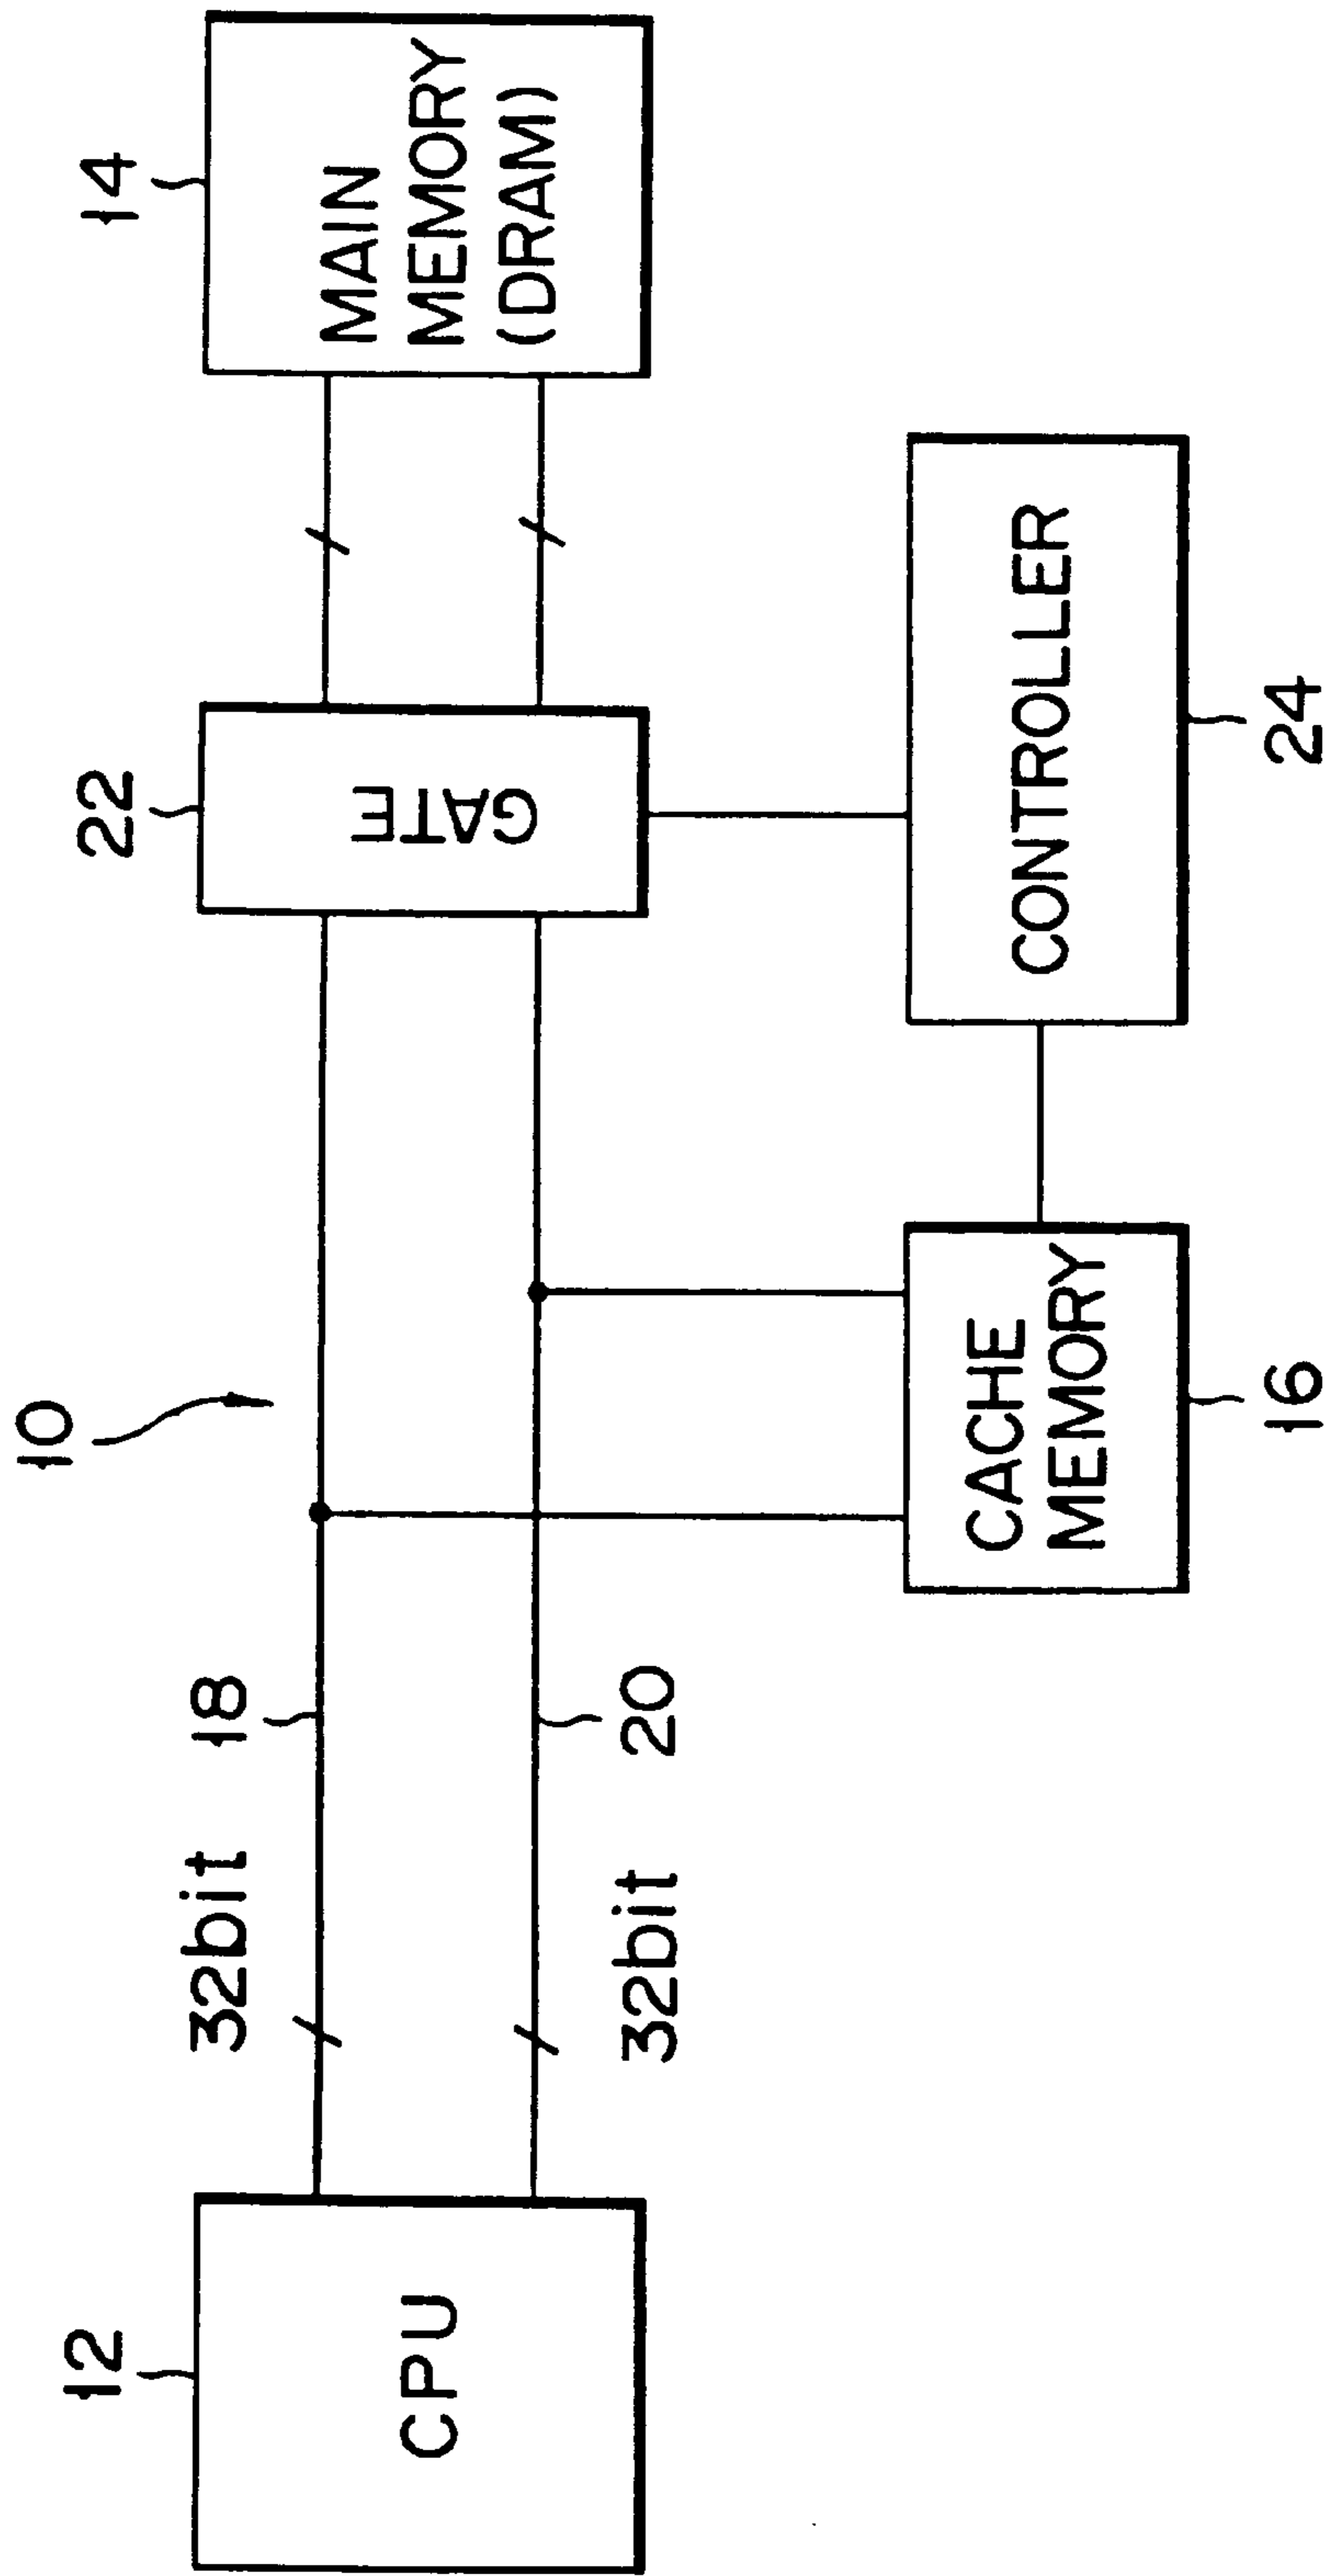 10
12
CPU
32bit
18
32bit
20
22
GATE
14
MAIN
MEMORY
(DRAM)
CACHE
MEMORY
16
CONTROLLER
24